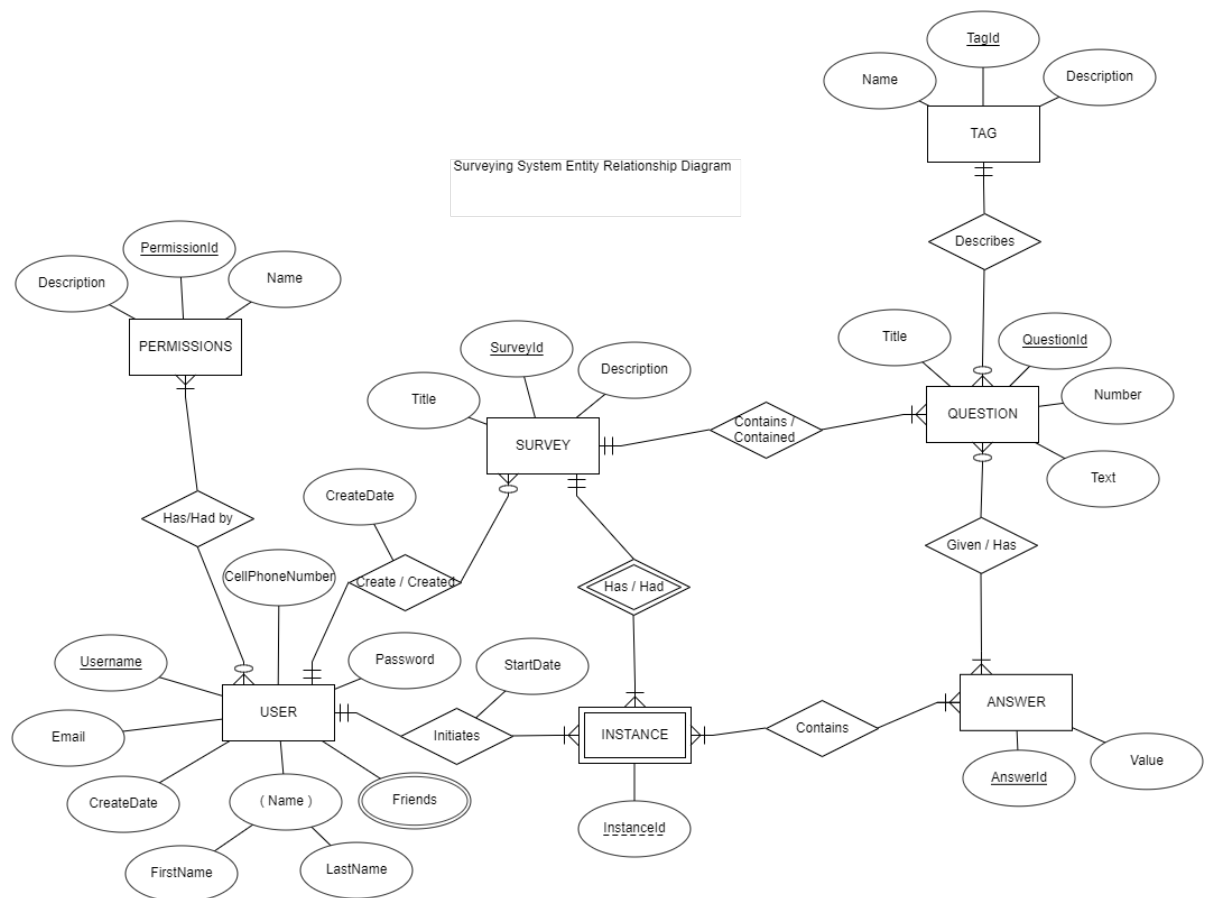 TagId
Name
Description
TAG
Surveying System Entity Relationship Diagram
Describes
PermissionId
Description
Name
PERMISSIONS
Title
QuestionId
SurveyId
Description
Number
Title
Contains /
Contained
QUESTION
SURVEY
Text
CreateDate
Has/Had by
Given / Has
CellPhoneNumber
Create / Created
Has / Had
Username
Password
StartDate
USER
ANSWER
Email
Initiates
INSTANCE
Contains
Value
AnswerId
CreateDate
( Name )
Friends
InstanceId
FirstName
LastName